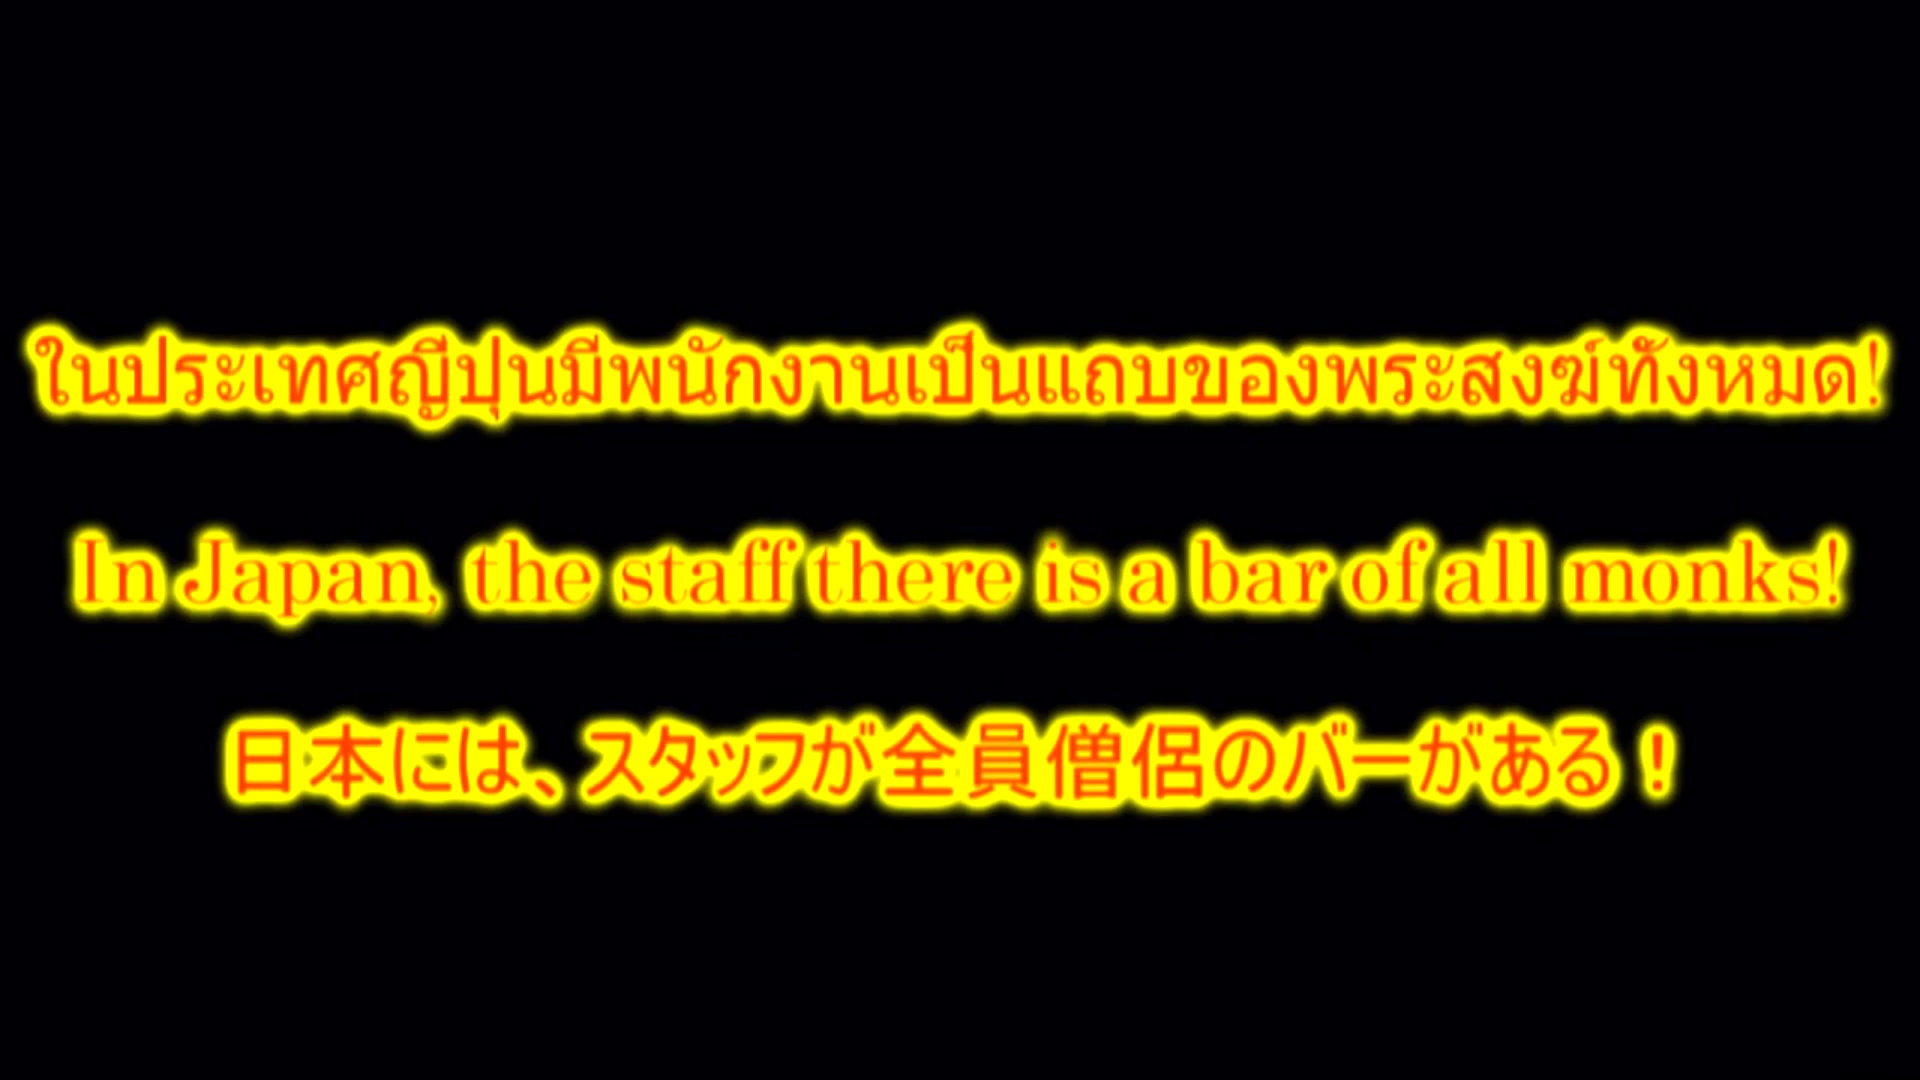 ในประเทศญี่ปุ่นมีพนักงานเป็นแถบของพระสงฆ์ทั้งหมด!
In Japan, the staff there is a bar of all monks!
日本には、スタッフが全員僧侶のバーがある！